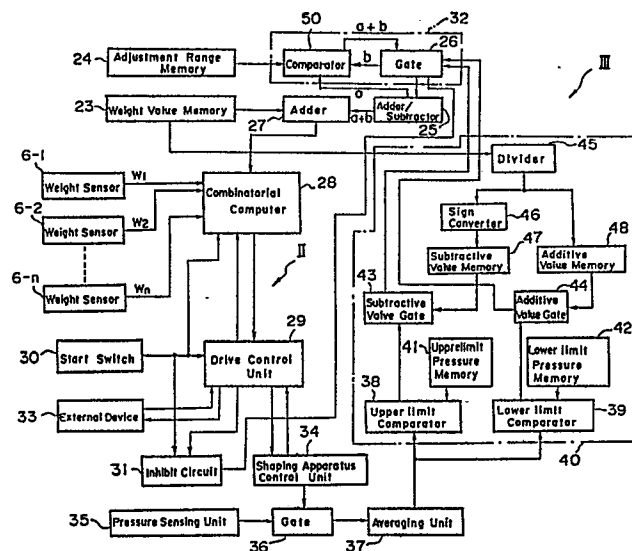 50
a+b
32
26
III
24
Adjustment Range Memory
Comparator
b
Gate
a
23
Weight Value Memory
Adder
a+b
Adder/Subtractor
27
25
45
Divider
6-1
Weight Sensor
W1
Combinatorial Computer
28
Sign Converter
46
48
6-2
Weight Sensor
W2
Subtractive Value Memory
47
Additive Value Memory
II
43
44
6-n
Weight Sensor
Wn
Subtractive Valve Gate
Additive Value Gate
42
29
41
30
Start Switch
Drive Control Unit
Upprelimit Pressure Memory
Lower limit Pressure Memory
38
33
External Device
Upper limit Comparator
Lower limit Comparator
39
34
31
Inhibit Circuit
Shaping Apparatus Control Unit
40
35
Pressure Sensing Unit
Gate
36
Averaging Unit
37